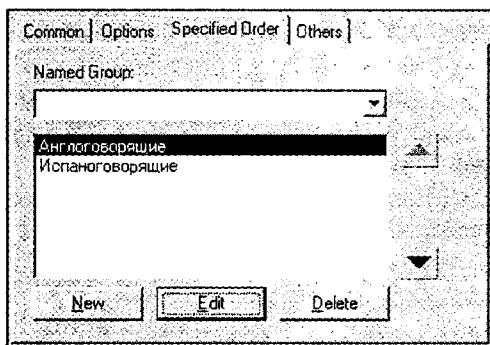 Common Options Specified Order Others
Named Group:
Англоговорящие
Испаноговорящие
New Edit Delete